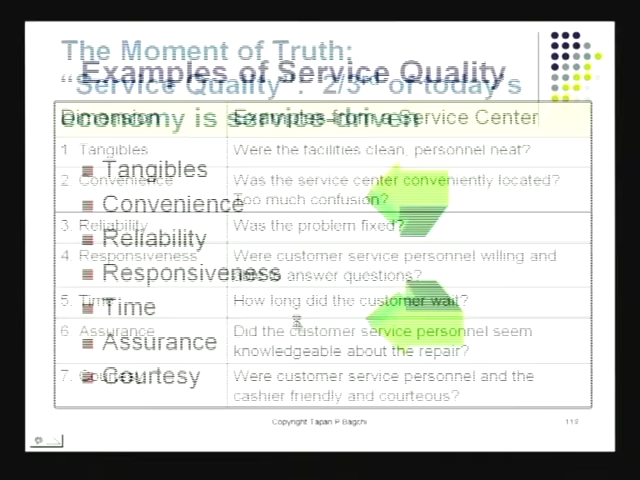 The Moment of Truth:
"Service Quality": 2/3rd of today's
economy is service-driven
Tangibles
Convenience
Reliability
Responsiveness
Time
Assurance
Courtesy
Examples of Service Quality
Dimension Examples from a Service Center
1. Tangibles Were the facilities clean, personnel neat?
2. Convenience Was the service center conveniently located?
Too much confusion?
3. Reliability Was the problem fixed?
4. Responsiveness Were customer service personnel willing and
answer questions?
5. Time How long did the customer wait?
6. Assurance Did the customer service personnel seem
knowledgeable about the repair?
7. Courtesy Were customer service personnel and the
cashier friendly and courteous?
Copyright Tapan P Bagchi